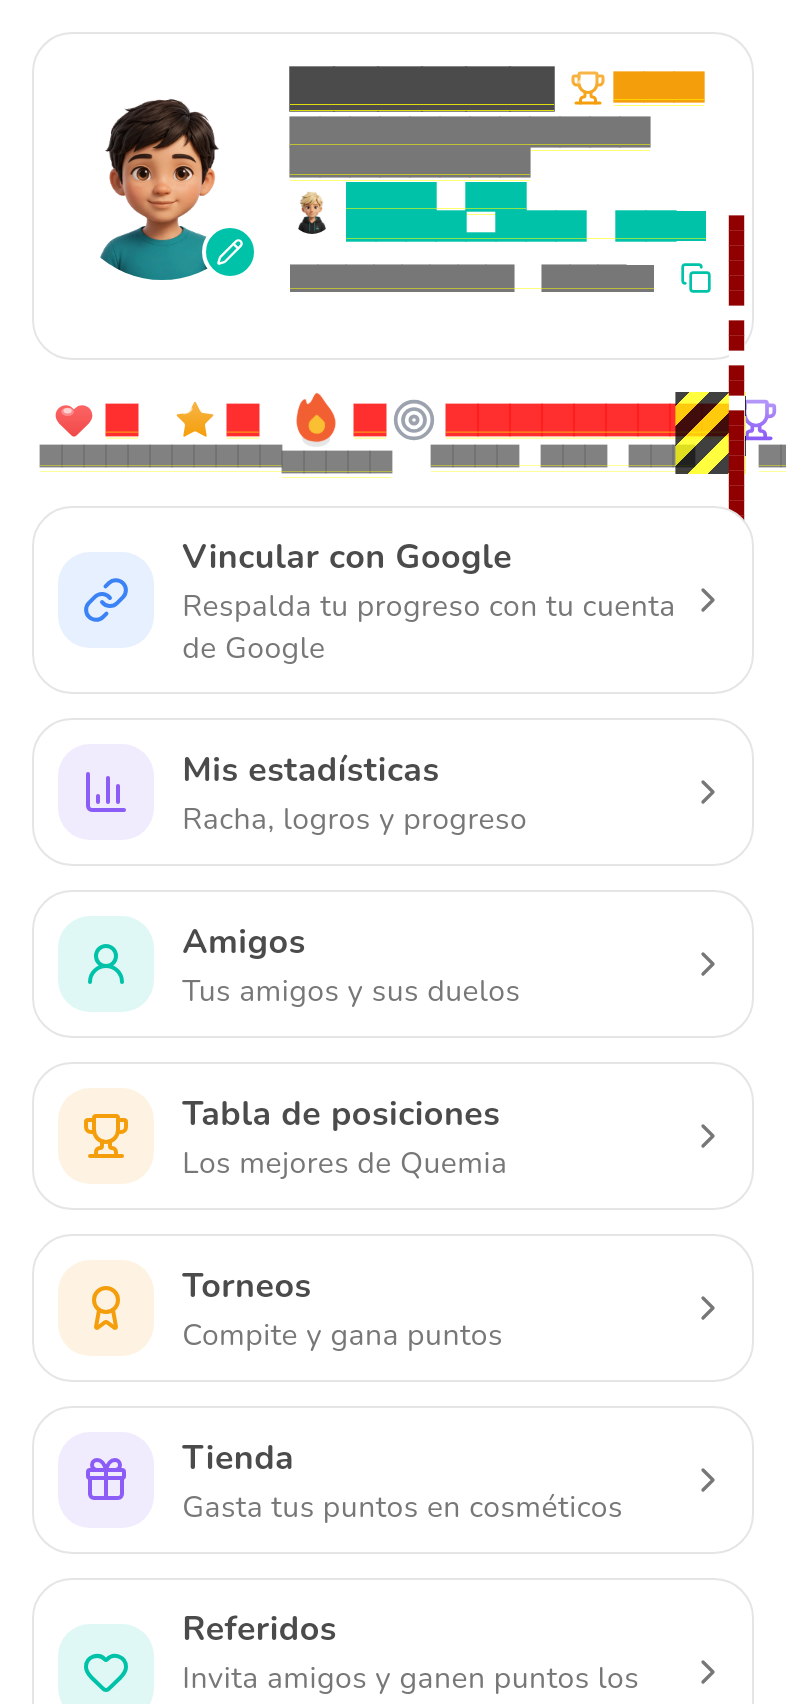 Vincular con Google
Respalda tu progreso con tu cuenta
de Google
Mis estadísticas
Racha, logros y progreso
Amigos
Tus amigos y sus duelos
Tabla de posiciones
Los mejores de Quemia
Torneos
Compite y gana puntos
Tienda
Gasta tus puntos en cosméticos
Referidos
Invita amigos y ganen puntos los